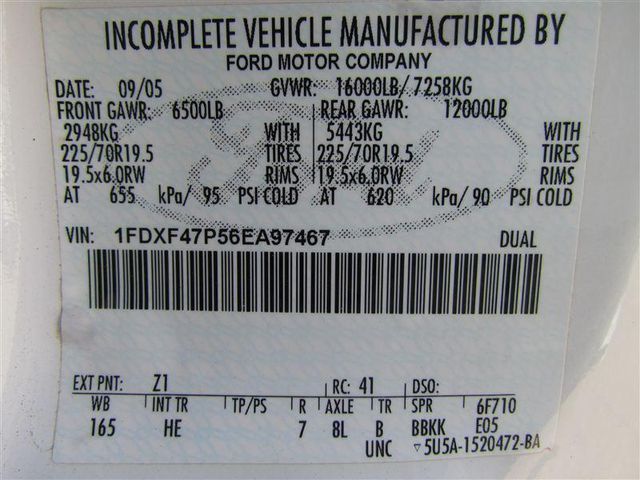 INCOMPLETE VEHICLE MANUFACTURED BY
FORD MOTOR COMPANY
DATE: 09/05 GVWR: 16000LB/ 7258KG
FRONT GAWR: 6500LB REAR GAWR: 12000LB
2948KG WITH 5443KG WITH
225/70R19.5 TIRES 225/70R19.5 TIRES
19.5x6.0RW RIMS 19.5x6.0RW RIMS
AT 655 kPa/ 95 PSI COLD AT 620 kPa/ 90 PSI COLD
VIN: 1FDXF47P56EA97467 DUAL
EXT PNT: Z1 RC: 41 DSO:
WB INT TR TP/PS R AXLE TR SPR 6F710
165 HE 7 8L B BBKK E05
UNC ▽5U5A-1520472-BA